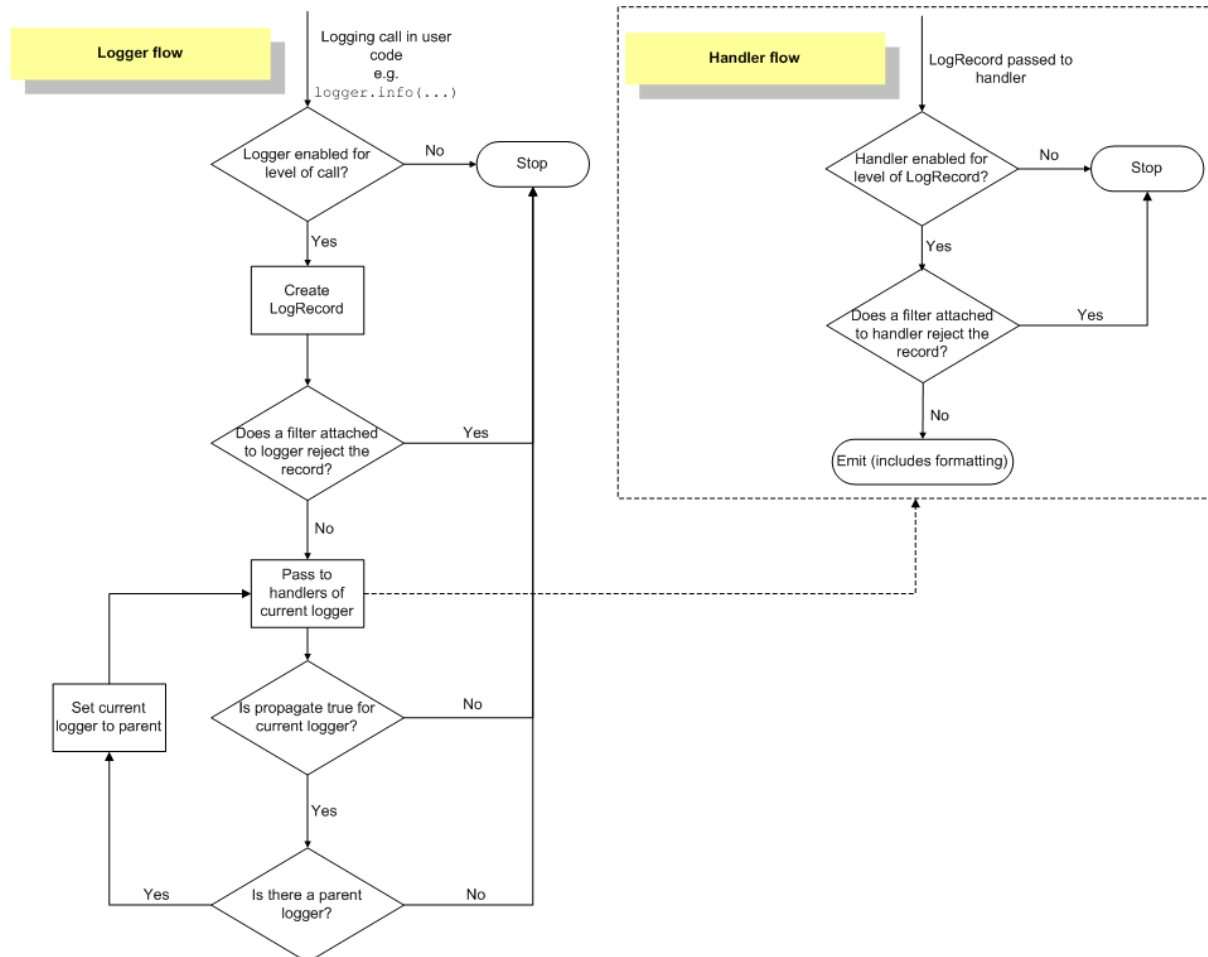 Logger flow
Logging call in user
code
e.g.
logger.info(...)
Logger enabled for
level of call?
No
Stop
Yes
Create
LogRecord
Does a filter attached
to logger reject the
record?
Yes
No
Pass to
handlers of
current logger
Set current
logger to parent
Is propagate true for
current logger?
No
Yes
Is there a parent
logger?
Yes
No
Handler flow
LogRecord passed to
handler
Handler enabled for
level of LogRecord?
No
Stop
Yes
Does a filter attached
to handler reject the
record?
Yes
No
Emit (includes formatting)